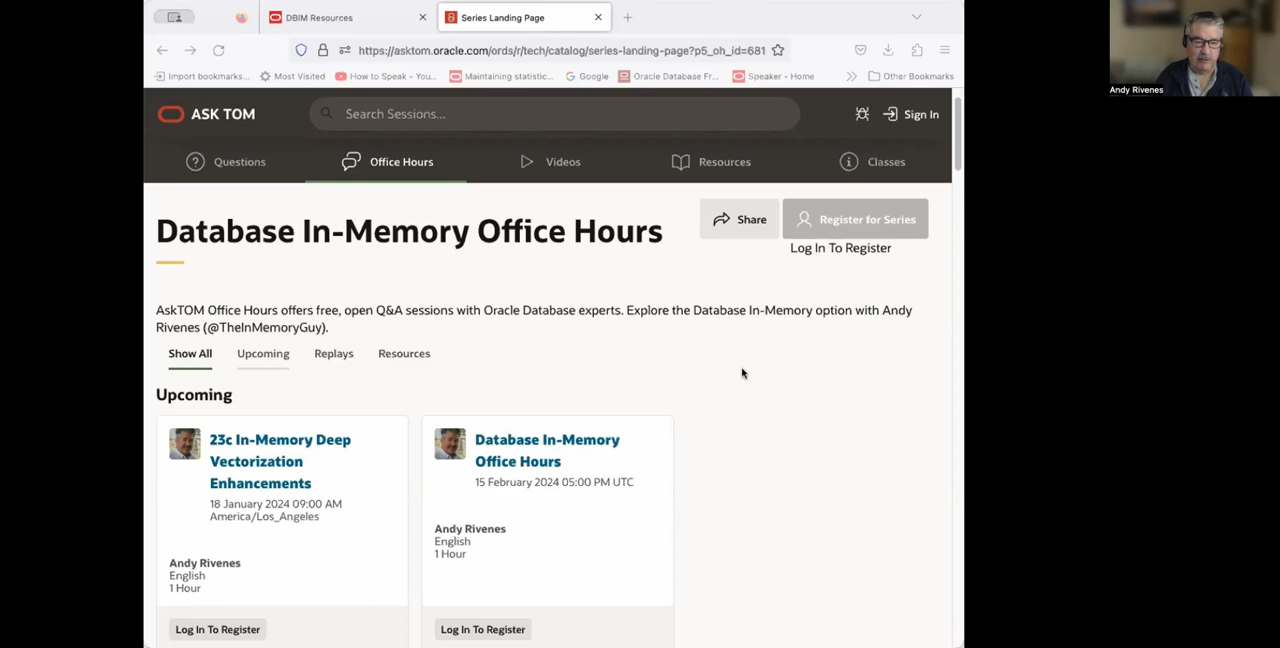 DBIM Resources
Series Landing Page
https://asktom.oracle.com/ords/r/tech/catalog/series-landing-page?p5_oh_id=681
Import bookmarks... Most Visited How to Speak - You... Maintaining statistic... Google Oracle Database Fr... Speaker - Home Other Bookmarks
ASK TOM
Search Sessions...
Sign In
Questions Office Hours Videos Resources Classes
Database In-Memory Office Hours
Share
Register for Series
Log In To Register
AskTOM Office Hours offers free, open Q&A sessions with Oracle Database experts. Explore the Database In-Memory option with Andy
Rivenes (@TheInMemoryGuy).
Show All Upcoming Replays Resources
Upcoming
23c In-Memory Deep
Vectorization
Enhancements
18 January 2024 09:00 AM
America/Los_Angeles
Andy Rivenes
English
1 Hour
Log In To Register
Database In-Memory
Office Hours
15 February 2024 05:00 PM UTC
Andy Rivenes
English
1 Hour
Log In To Register
Andy Rivenes